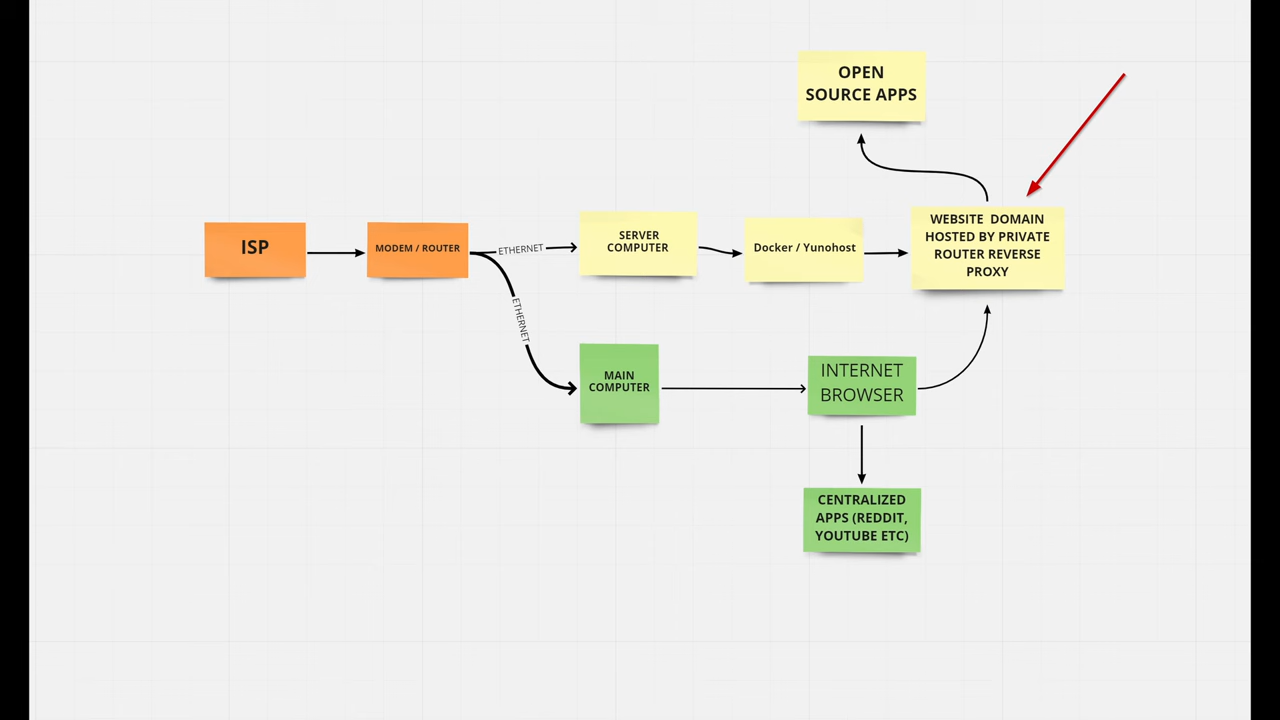 OPEN
SOURCE APPS
ISP
MODEM / ROUTER
ETHERNET
SERVER
COMPUTER
Docker / Yunohost
WEBSITE DOMAIN
HOSTED BY PRIVATE
ROUTER REVERSE
PROXY
ETHERNET
MAIN
COMPUTER
INTERNET
BROWSER
CENTRALIZED
APPS (REDDIT,
YOUTUBE ETC)